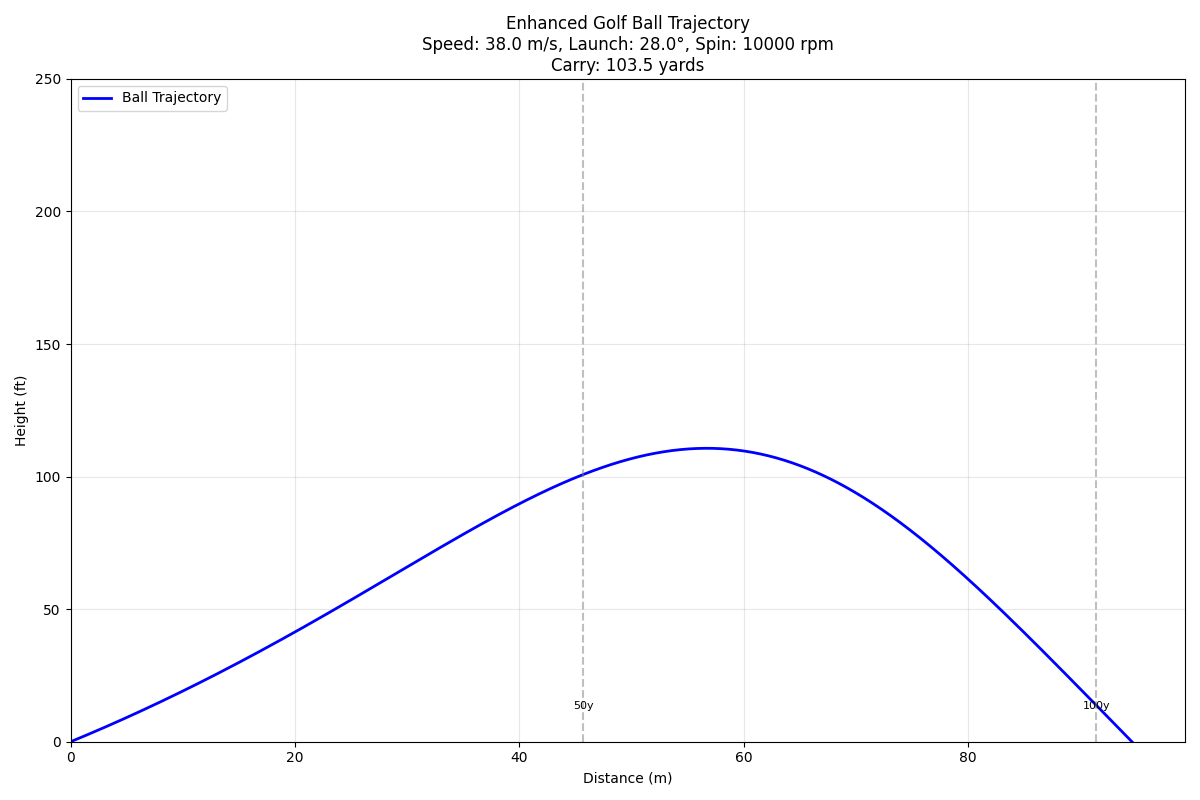 Enhanced Golf Ball Trajectory
Speed: 38.0 m/s, Launch: 28.0°, Spin: 10000 rpm
Carry: 103.5 yards
Ball Trajectory
Height (ft)
250
200
150
100
50
0
50y
100y
0 20 40 60 80
Distance (m)